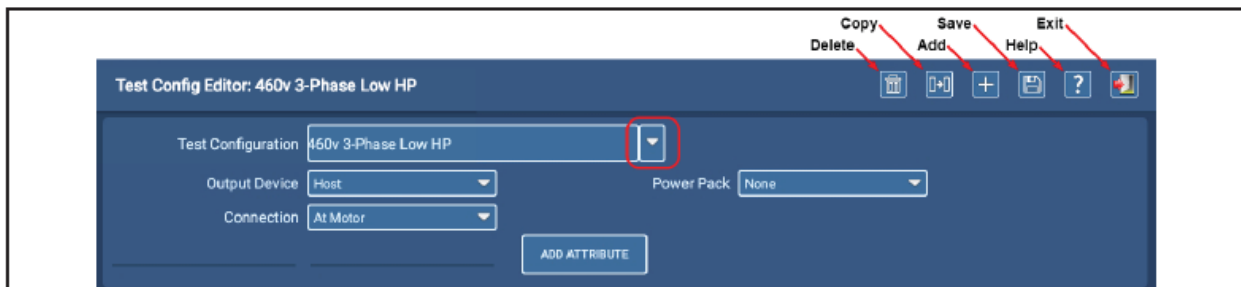 Copy Save Exit
Delete Add Help
Test Config Editor: 460v 3-Phase Low HP
?
Test Configuration 460v 3-Phase Low HP
Output Device Host Power Pack None
Connection At Motor
ADD ATTRIBUTE